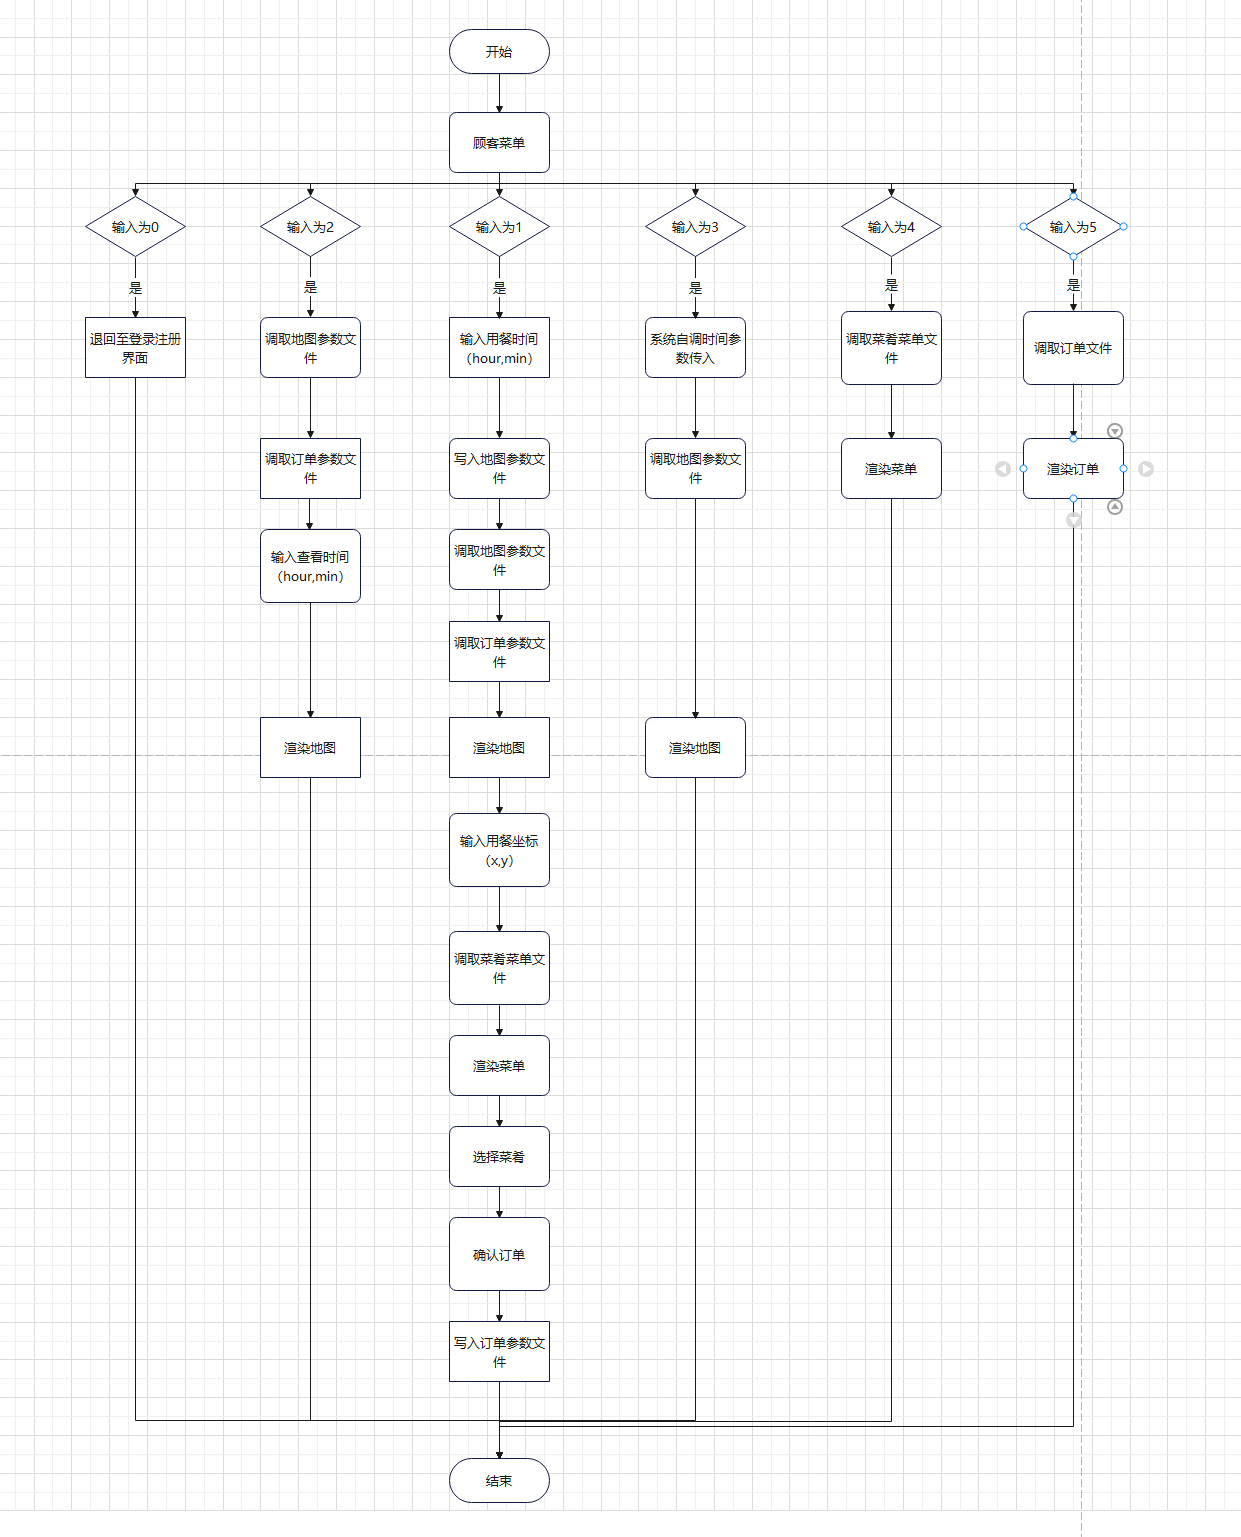 开始
顾客菜单
输入为0
输入为2
输入为1
输入为3
输入为4
输入为5
是
是
是
是
是
是
退回至登录注册
界面
调取地图参数文
件
输入用餐时间
（hour,min）
系统自调时间参
数传入
调取菜肴菜单文
件
调取订单文件
调取订单参数文
件
写入地图参数文
件
调取地图参数文
件
渲染菜单
渲染订单
输入查看时间
（hour,min）
调取地图参数文
件
调取订单参数文
件
渲染地图
渲染地图
渲染地图
输入用餐坐标
（x,y）
调取菜肴菜单文
件
渲染菜单
选择菜肴
确认订单
写入订单参数文
件
结束